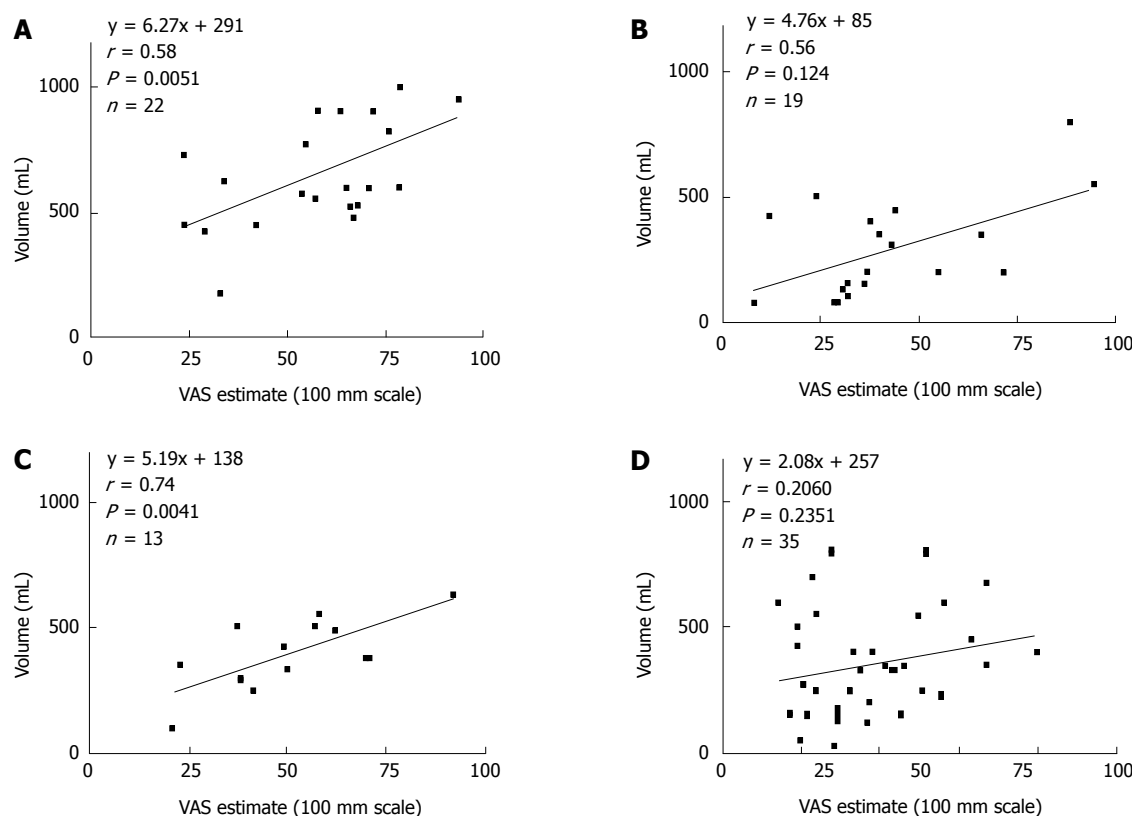 A
y = 6.27x + 291
r = 0.58
P = 0.0051
n = 22
1000
500
0
Volume (mL)
0 25 50 75 100
VAS estimate (100 mm scale)
B
y = 4.76x + 85
r = 0.56
P = 0.124
n = 19
1000
500
0
Volume (mL)
0 25 50 75 100
VAS estimate (100 mm scale)
C
y = 5.19x + 138
r = 0.74
P = 0.0041
n = 13
1000
500
0
Volume (mL)
0 25 50 75 100
VAS estimate (100 mm scale)
D
y = 2.08x + 257
r = 0.2060
P = 0.2351
n = 35
1000
500
0
Volume (mL)
0 25 50 75 100
VAS estimate (100 mm scale)